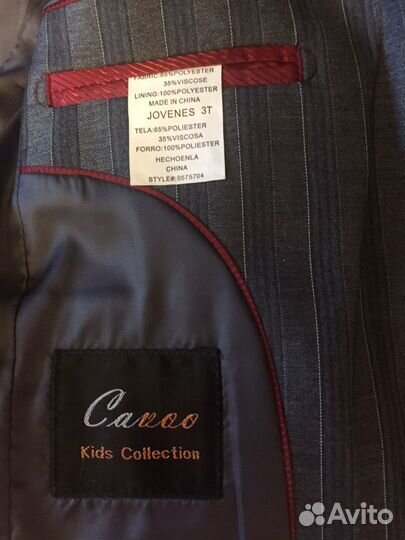 FABRIC:65%POLYESTER
35%VISCOSE
LINING:100%POLYESTER
MADE IN CHINA
JOVENES 3T
TELA:65%POLIESTER
35%VISCOSA
FORRO:100%POLIESTER
HECHOENLA
CHINA
STYLE#:0575704
Canoo
Kids Collection
Avito